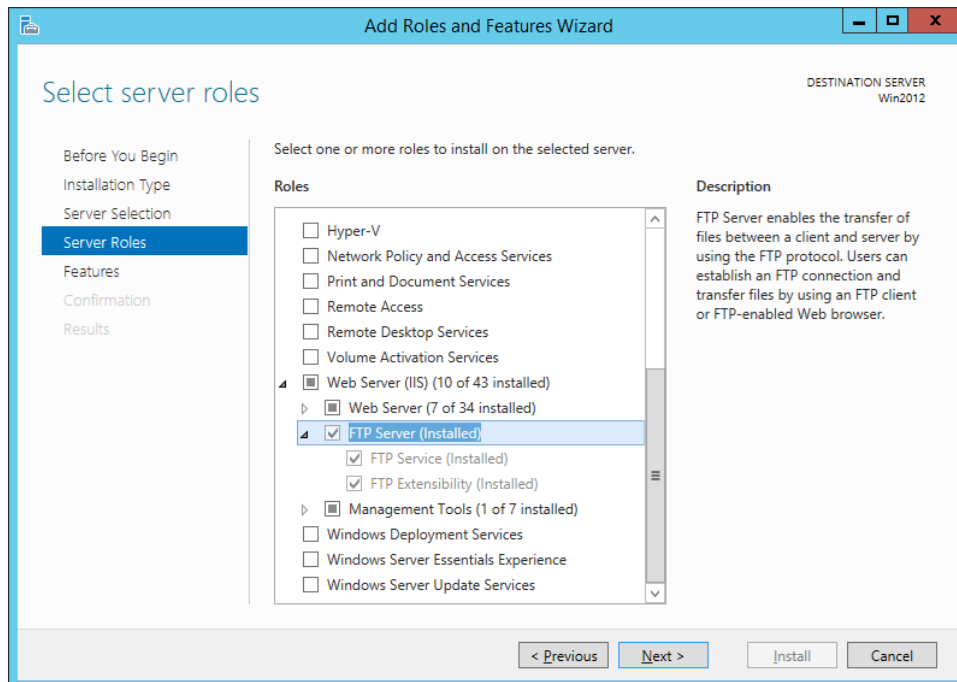 Add Roles and Features Wizard
Select server roles
DESTINATION SERVER
Win2012
Before You Begin
Installation Type
Server Selection
Server Roles
Features
Confirmation
Results
Select one or more roles to install on the selected server.
Roles
Hyper-V
Network Policy and Access Services
Print and Document Services
Remote Access
Remote Desktop Services
Volume Activation Services
Web Server (IIS) (10 of 43 installed)
Web Server (7 of 34 installed)
FTP Server (Installed)
FTP Service (Installed)
FTP Extensibility (Installed)
Management Tools (1 of 7 installed)
Windows Deployment Services
Windows Server Essentials Experience
Windows Server Update Services
Description
FTP Server enables the transfer of
files between a client and server by
using the FTP protocol. Users can
establish an FTP connection and
transfer files by using an FTP client
or FTP-enabled Web browser.
< Previous
Next >
Install
Cancel